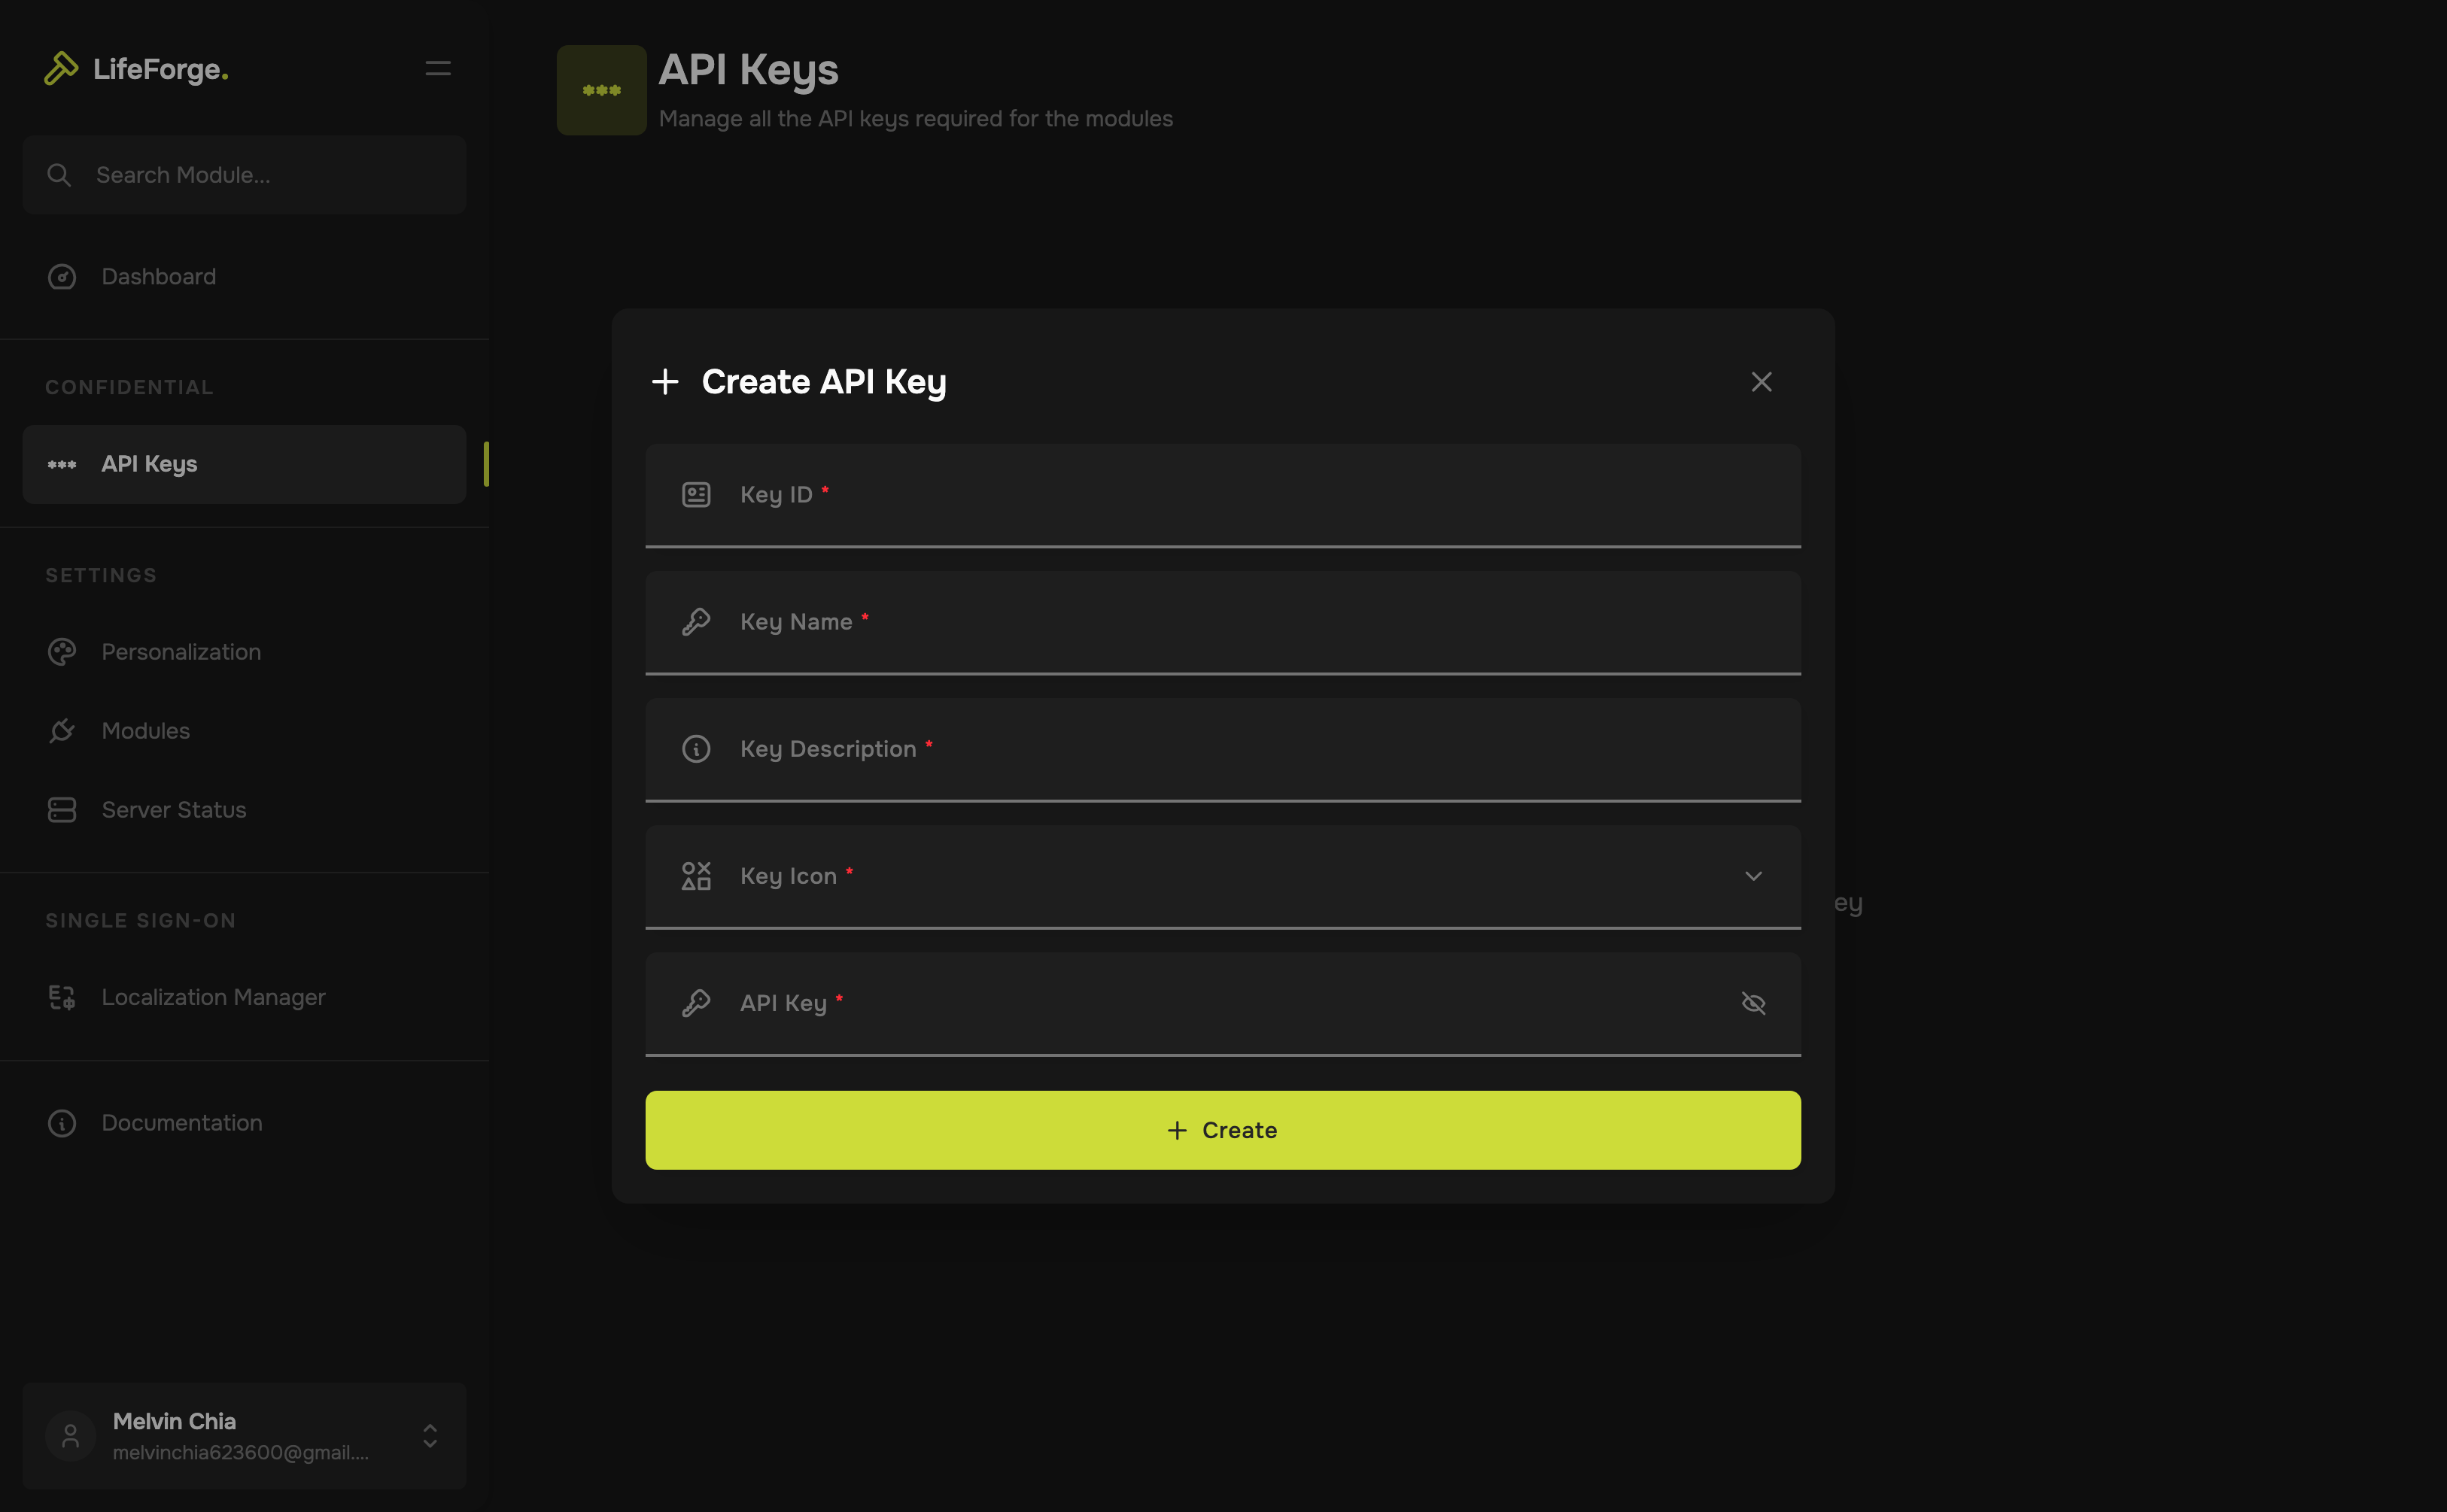 LifeForge.
Search Module...
Dashboard
CONFIDENTIAL
API Keys
SETTINGS
Personalization
Modules
Server Status
SINGLE SIGN-ON
Localization Manager
Documentation
Melvin Chia
melvinchia623600@gmail....
API Keys
Manage all the API keys required for the modules
Create API Key
Key ID *
Key Name *
Key Description *
Key Icon *
API Key *
Create
ey